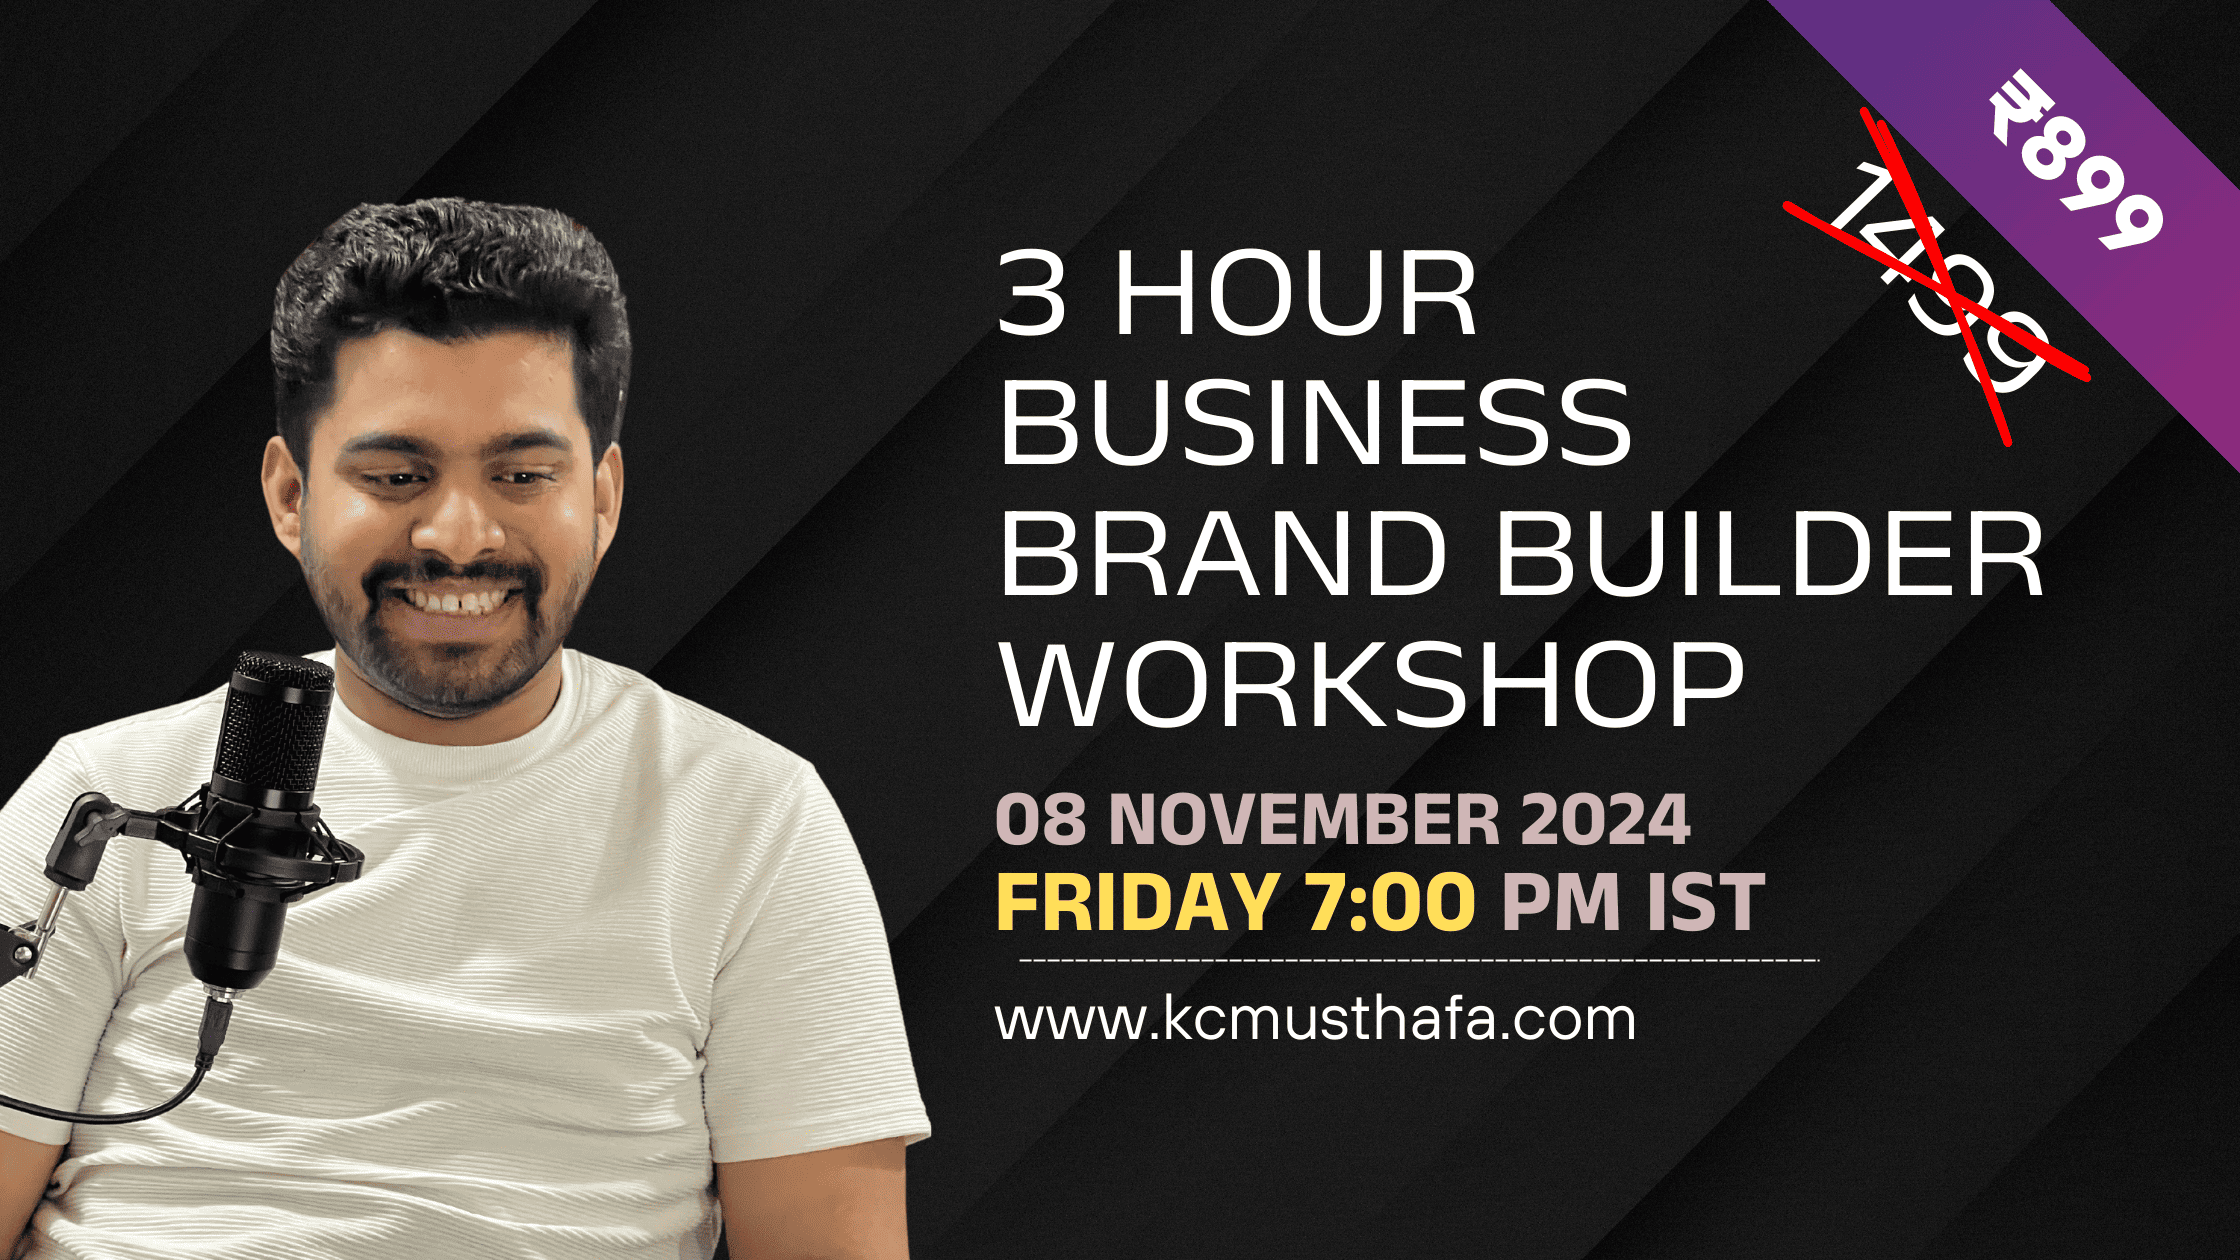 ₹899
1499
3 HOUR
BUSINESS
BRAND BUILDER
WORKSHOP
08 NOVEMBER 2024
FRIDAY 7:00 PM IST
www.kcmusthafa.com